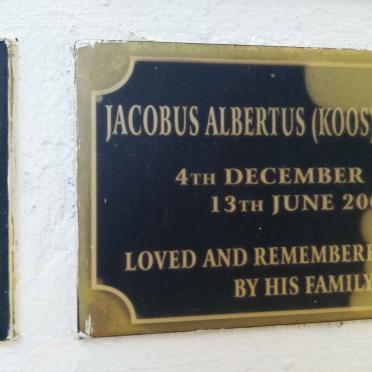 JACOBUS ALBERTUS (KOOS)
4TH DECEMBER
13TH JUNE 20
LOVED AND REMEMBERE
BY HIS FAMILY